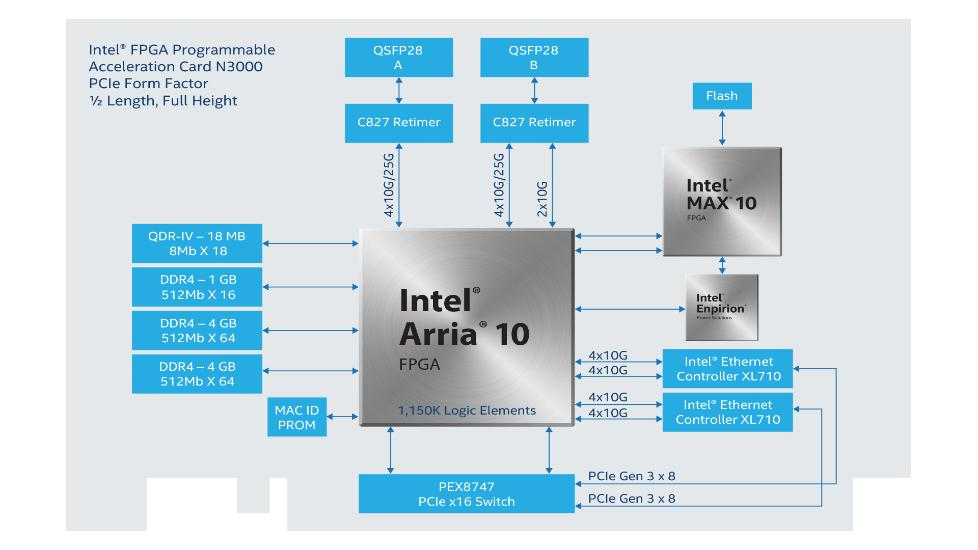 Intel® FPGA Programmable
Acceleration Card N3000
PCIe Form Factor
½ Length, Full Height
QSFP28
A
QSFP28
B
C827 Retimer
C827 Retimer
Flash
4x10G/25G
4x10G/25G
2x10G
Intel®
MAX® 10
FPGA
QDR-IV – 18 MB
8Mb X 18
DDR4 – 1 GB
512Mb X 16
DDR4 – 4 GB
512Mb X 64
DDR4 – 4 GB
512Mb X 64
MAC ID
PROM
Intel®
Arria® 10
FPGA
1,150K Logic Elements
Intel®
Enpirion®
Power Solutions
4x10G
4x10G
Intel® Ethernet
Controller XL710
4x10G
4x10G
Intel® Ethernet
Controller XL710
PEX8747
PCIe x16 Switch
PCIe Gen 3 x 8
PCIe Gen 3 x 8